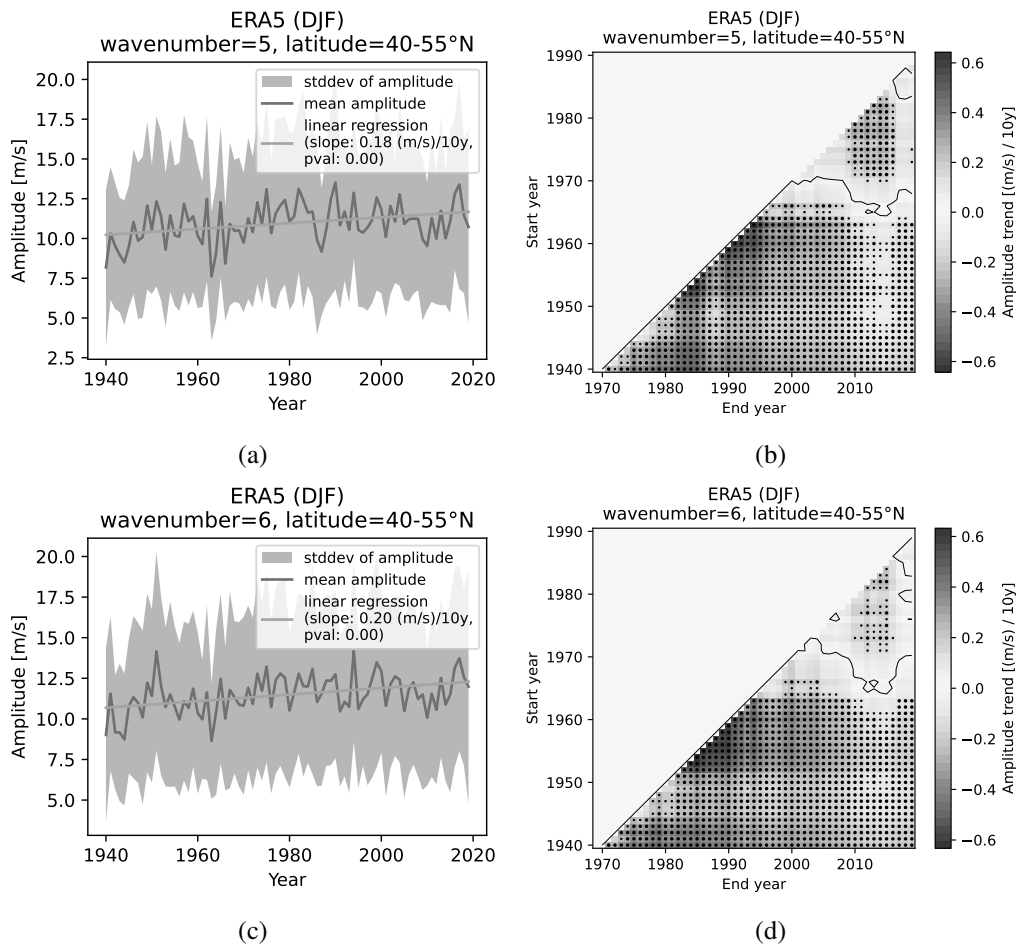 ERA5 (DJF)
wavenumber=5, latitude=40-55°N
20.0
17.5
15.0
12.5
10.0
7.5
5.0
2.5
Amplitude [m/s]
stddev of amplitude
mean amplitude
linear regression
(slope: 0.18 (m/s)/10y,
pval: 0.00)
1940 1960 1980 2000 2020
Year
(a)
ERA5 (DJF)
wavenumber=5, latitude=40-55°N
1990
1980
1970
1960
1950
1940
Start year
1970 1980 1990 2000 2010
End year
0.6
0.4
0.2
0.0
−0.2
−0.4
−0.6
Amplitude trend [(m/s) / 10y]
(b)
ERA5 (DJF)
wavenumber=6, latitude=40-55°N
20.0
17.5
15.0
12.5
10.0
7.5
5.0
Amplitude [m/s]
stddev of amplitude
mean amplitude
linear regression
(slope: 0.20 (m/s)/10y,
pval: 0.00)
1940 1960 1980 2000 2020
Year
(c)
ERA5 (DJF)
wavenumber=6, latitude=40-55°N
1990
1980
1970
1960
1950
1940
Start year
1970 1980 1990 2000 2010
End year
0.6
0.4
0.2
0.0
−0.2
−0.4
−0.6
Amplitude trend [(m/s) / 10y]
(d)